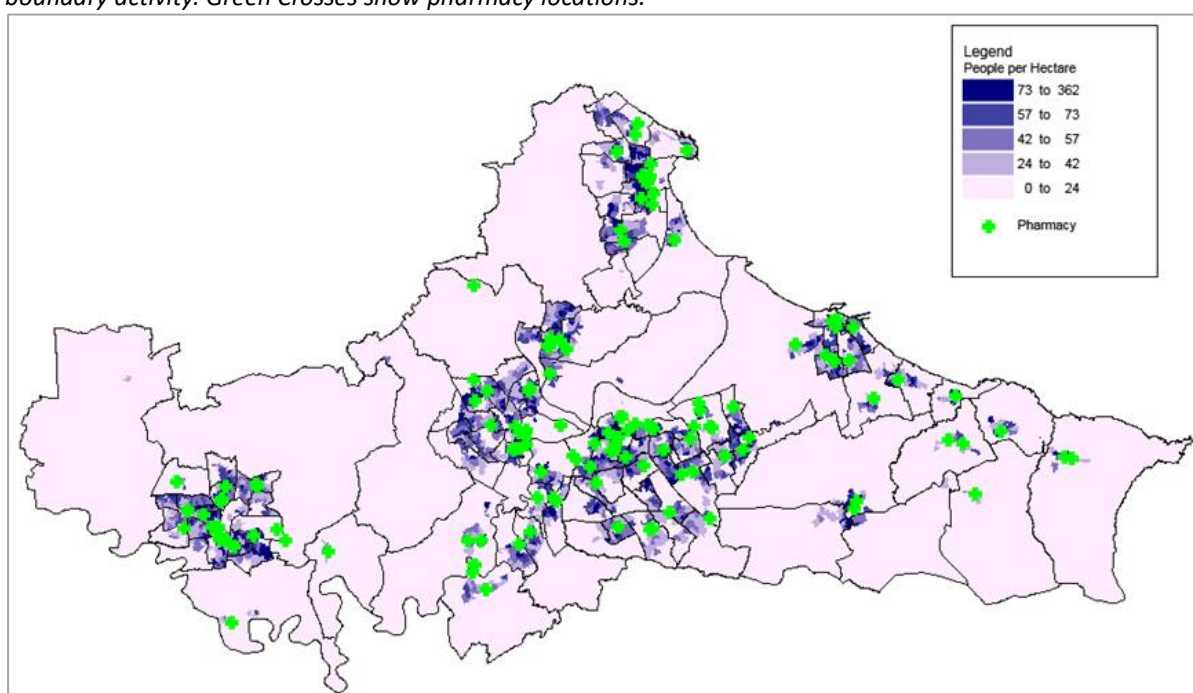 boundary activity. Green Crosses show pharmacy locations.
Legend
People per Hectare
73 to 362
57 to 73
42 to 57
24 to 42
0 to 24
Pharmacy